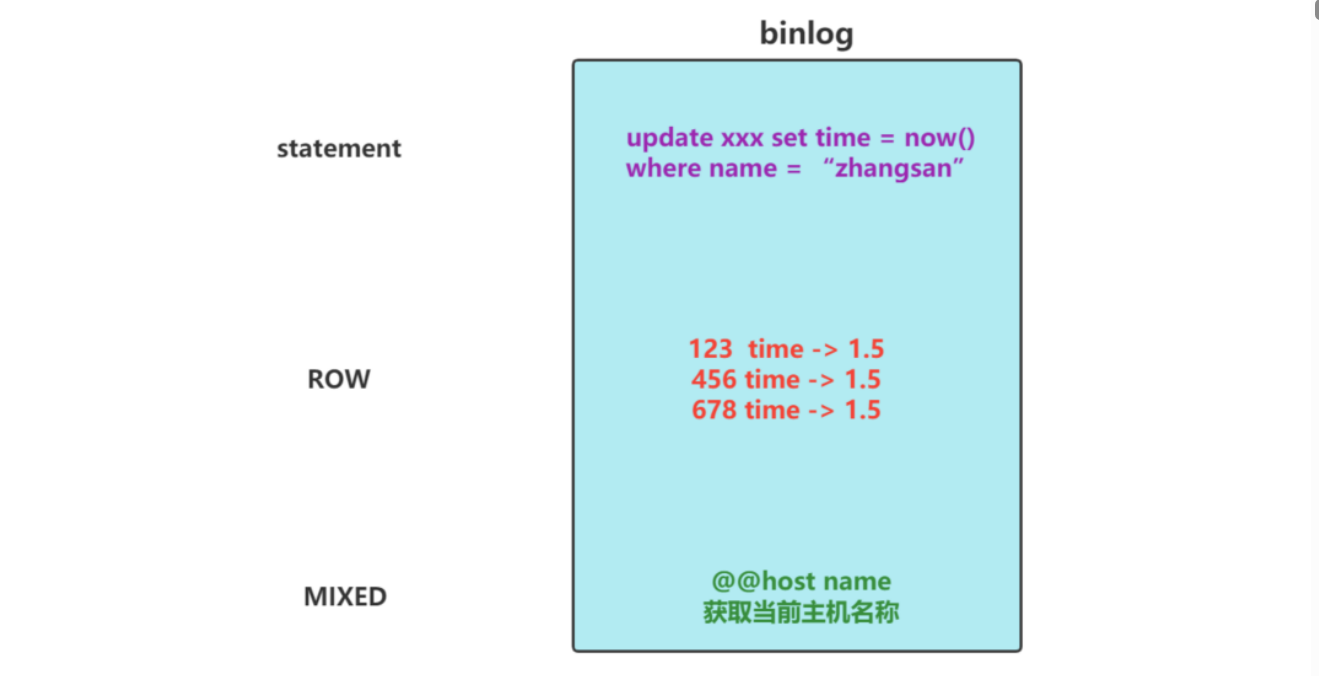 binlog
statement
update xxx set time = now()
where name = “zhangsan”
ROW
123 time -> 1.5
456 time -> 1.5
678 time -> 1.5
MIXED
@@host name
获取当前主机名称